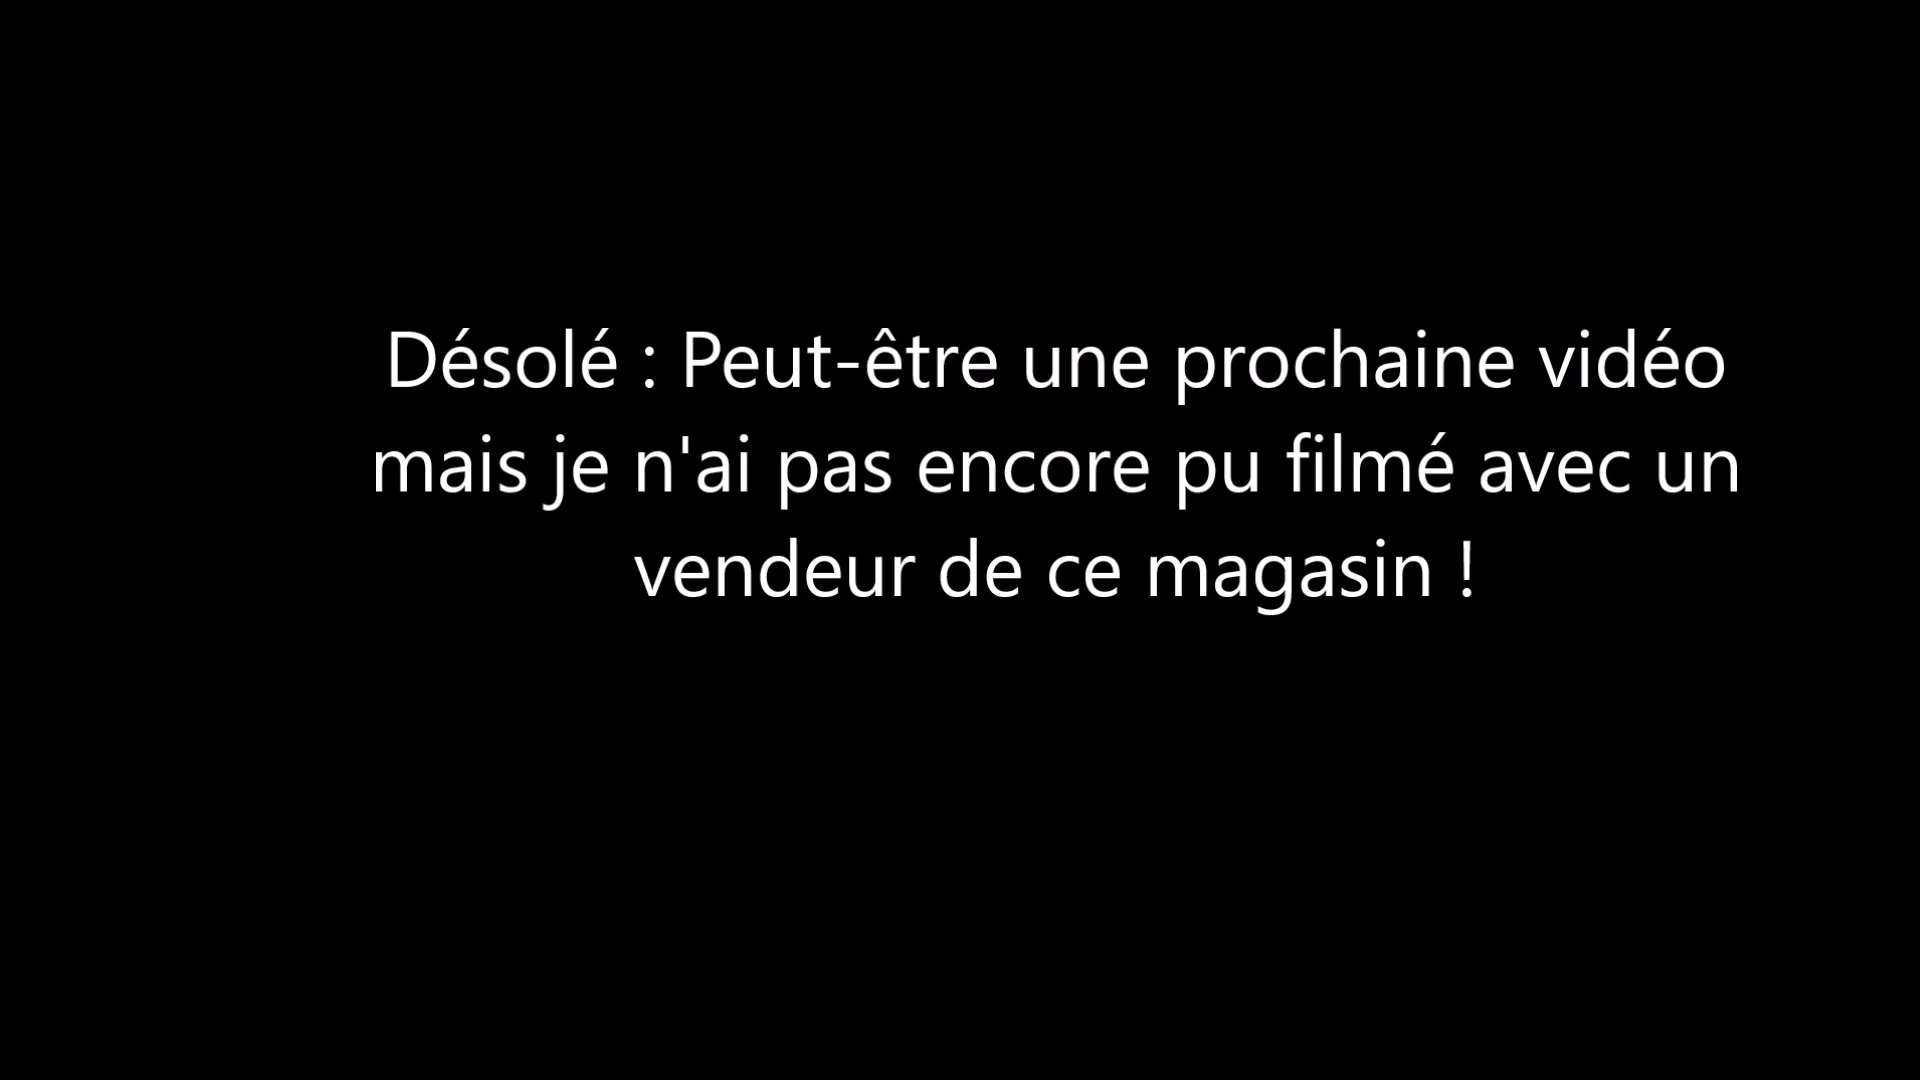 Désolé : Peut-être une prochaine vidéo
mais je n'ai pas encore pu filmé avec un
vendeur de ce magasin !